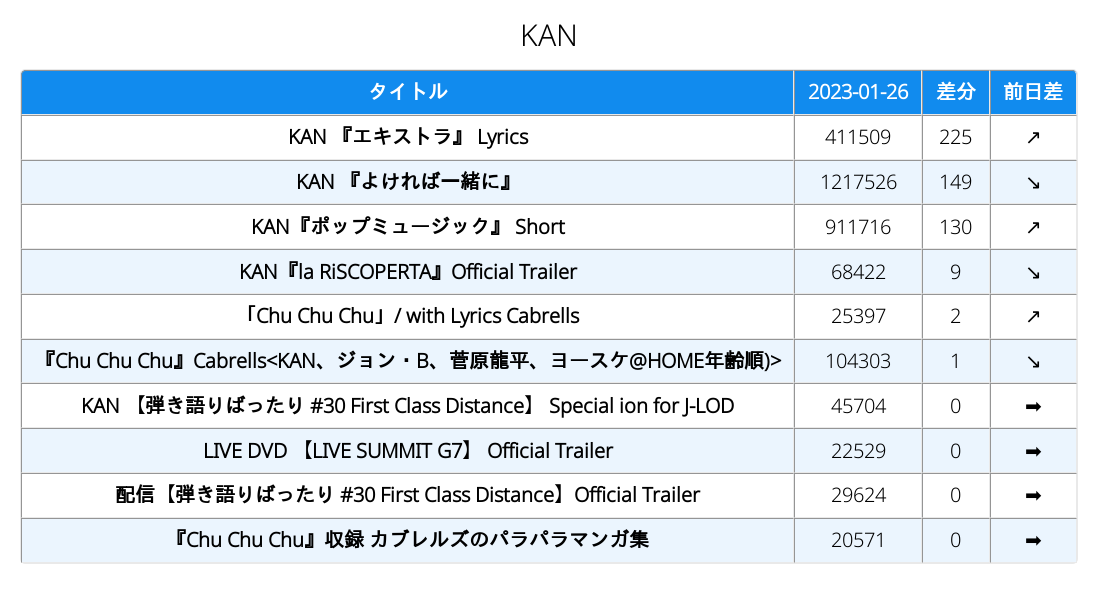 KAN
タイトル 2023-01-26 差分 前日差
KAN 『エキストラ』 Lyrics 411509 225 ↗
KAN 『よければ一緒に』 1217526 149 ↘
KAN『ポップミュージック』 Short 911716 130 ↗
KAN『la RiSCOPERTA』Official Trailer 68422 9 ↘
「Chu Chu Chu」/ with Lyrics Cabrells 25397 2 ↗
『Chu Chu Chu』Cabrells<KAN、ジョン・B、菅原龍平、ヨースケ@HOME年齢順)> 104303 1 ↘
KAN 【弾き語りばったり #30 First Class Distance】 Special ion for J-LOD 45704 0 ➡
LIVE DVD 【LIVE SUMMIT G7】 Official Trailer 22529 0 ➡
配信【弾き語りばったり #30 First Class Distance】Official Trailer 29624 0 ➡
『Chu Chu Chu』収録 カブレルズのパラパラマンガ集 20571 0 ➡